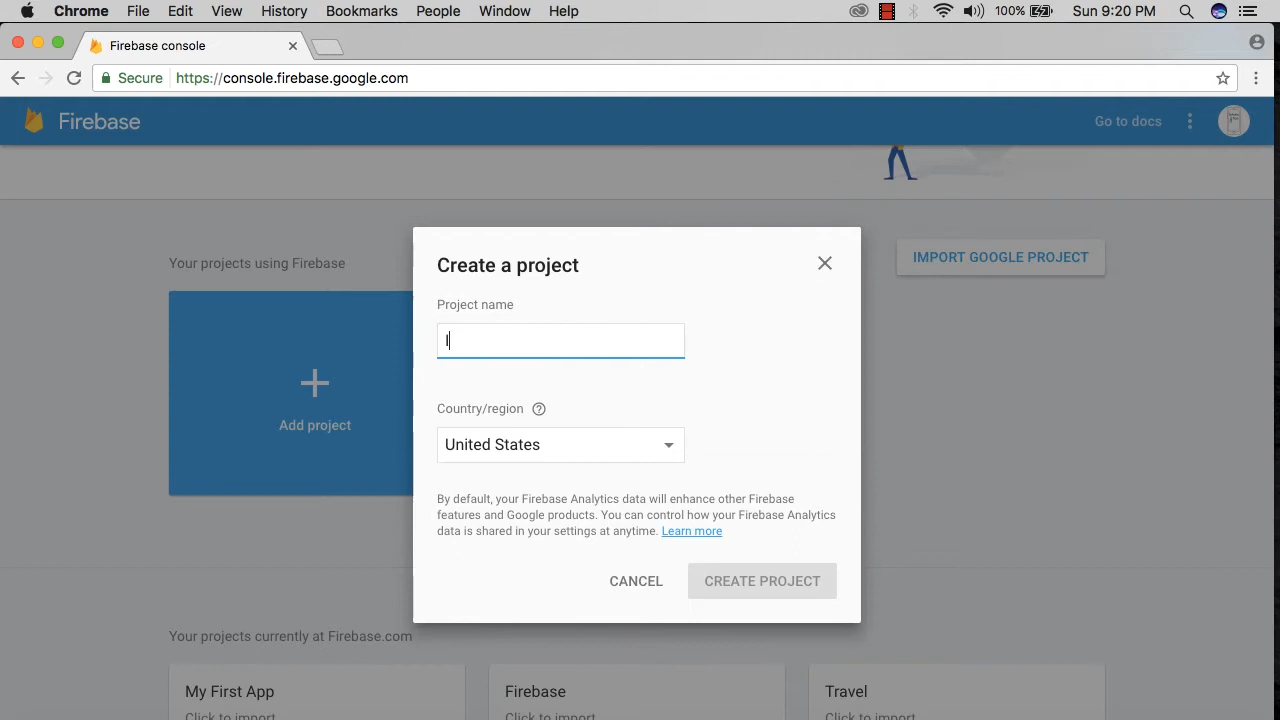 Chrome File Edit View History Bookmarks People Window Help 100% Sun 9:20 PM
Firebase console
Secure https://console.firebase.google.com
Firebase Go to docs
Your projects using Firebase
IMPORT GOOGLE PROJECT
Add project
Create a project
Project name
I
Country/region
United States
By default, your Firebase Analytics data will enhance other Firebase
features and Google products. You can control how your Firebase Analytics
data is shared in your settings at anytime. Learn more
CANCEL CREATE PROJECT
Your projects currently at Firebase.com
My First App Firebase Travel
Click to import Click to import Click to import